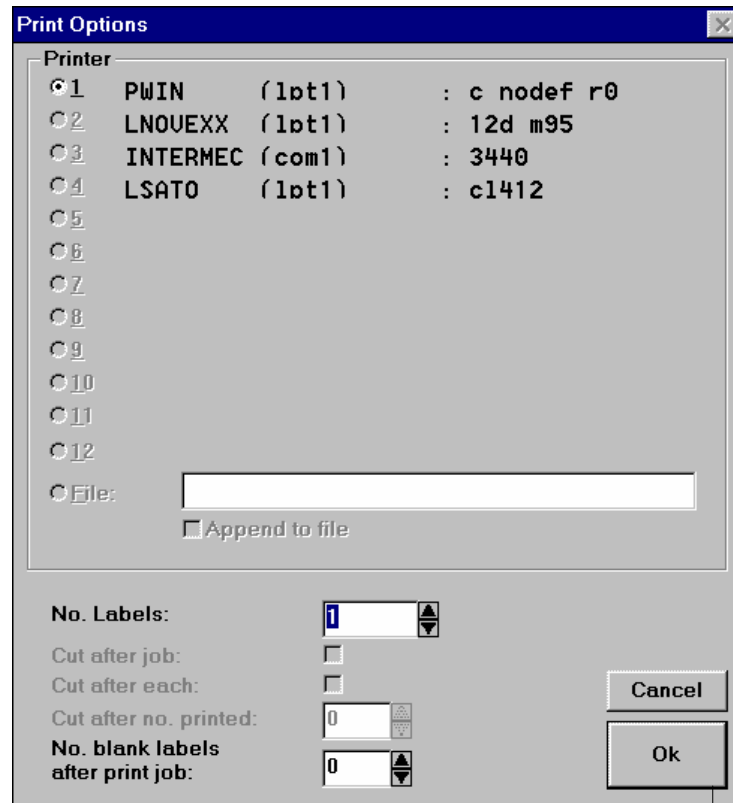 Print Options
Printer
1 PWIN (lpt1) : c nodef r0
2 LNOVEXX (lpt1) : 12d m95
3 INTERMEC (com1) : 3440
4 LSATO (lpt1) : cl412
5
6
7
8
9
10
11
12
File:
Append to file
No. Labels: 1
Cut after job:
Cut after each:
Cut after no. printed: 0
No. blank labels
after print job: 0
Cancel
Ok